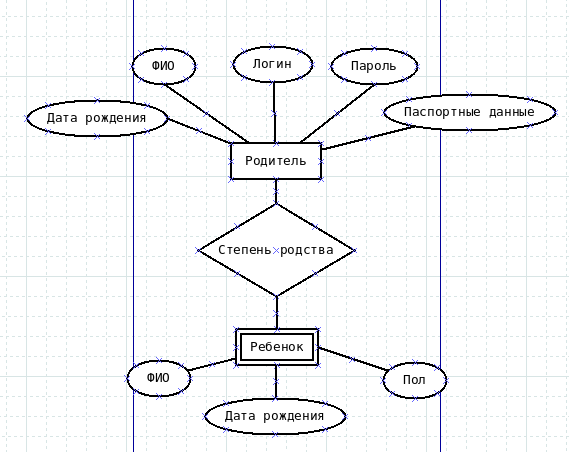 ФИО
Логин
Пароль
Дата рождения
Паспортные данные
Родитель
Степень родства
Ребенок
ФИО
Пол
Дата рождения